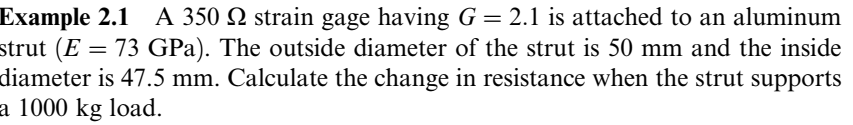 Example 2.1 A 350 Ω strain gage having G = 2.1 is attached to an aluminum
strut (E = 73 GPa). The outside diameter of the strut is 50 mm and the inside
diameter is 47.5 mm. Calculate the change in resistance when the strut supports
a 1000 kg load.